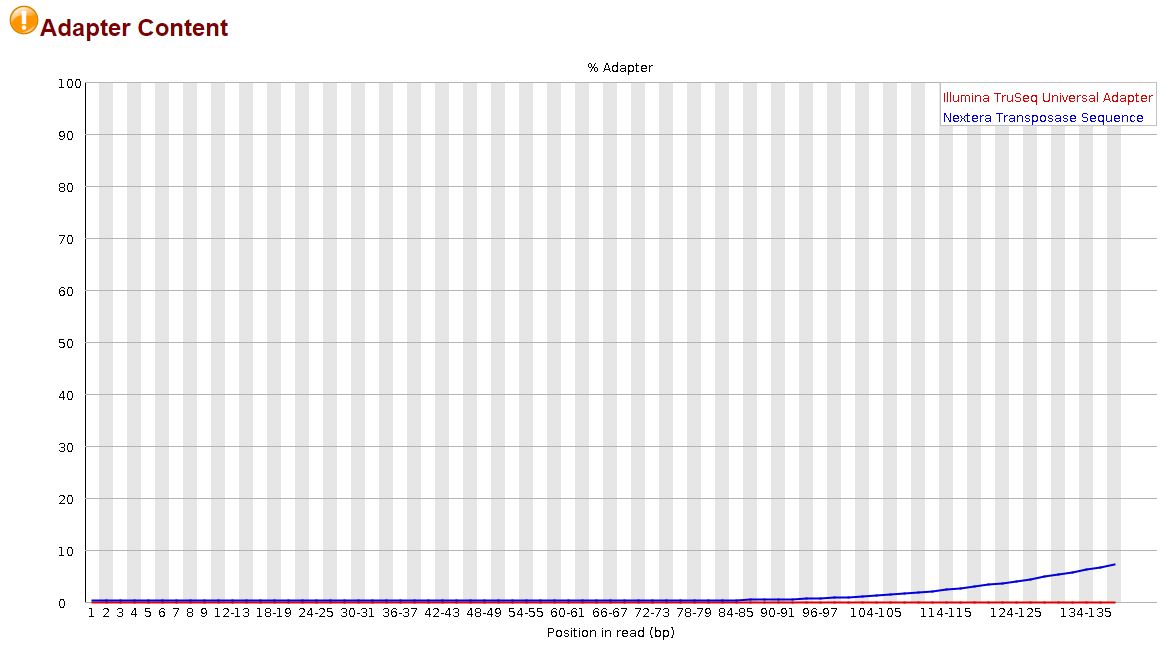 Adapter Content
% Adapter
Illumina TruSeq Universal Adapter
Nextera Transposase Sequence
100
90
80
70
60
50
40
30
20
10
0
1 2 3 4 5 6 7 8 9 12-13 18-19 24-25 30-31 36-37 42-43 48-49 54-55 60-61 66-67 72-73 78-79 84-85 90-91 96-97 104-105 114-115 124-125 134-135
Position in read (bp)